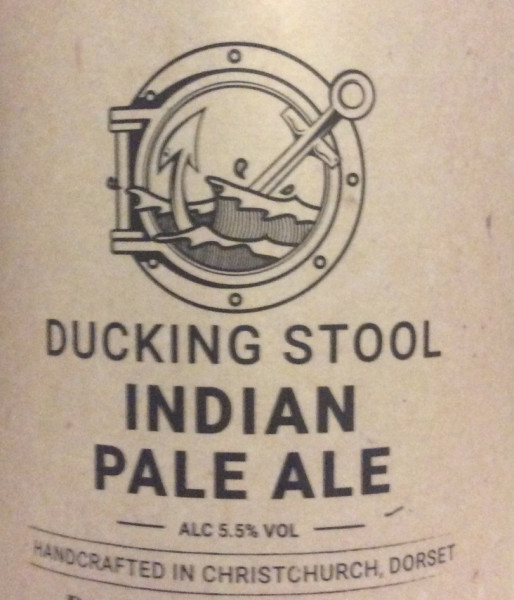 DUCKING STOOL
INDIAN
PALE ALE
ALC 5.5% VOL
HANDCRAFTED IN CHRISTCHURCH, DORSET